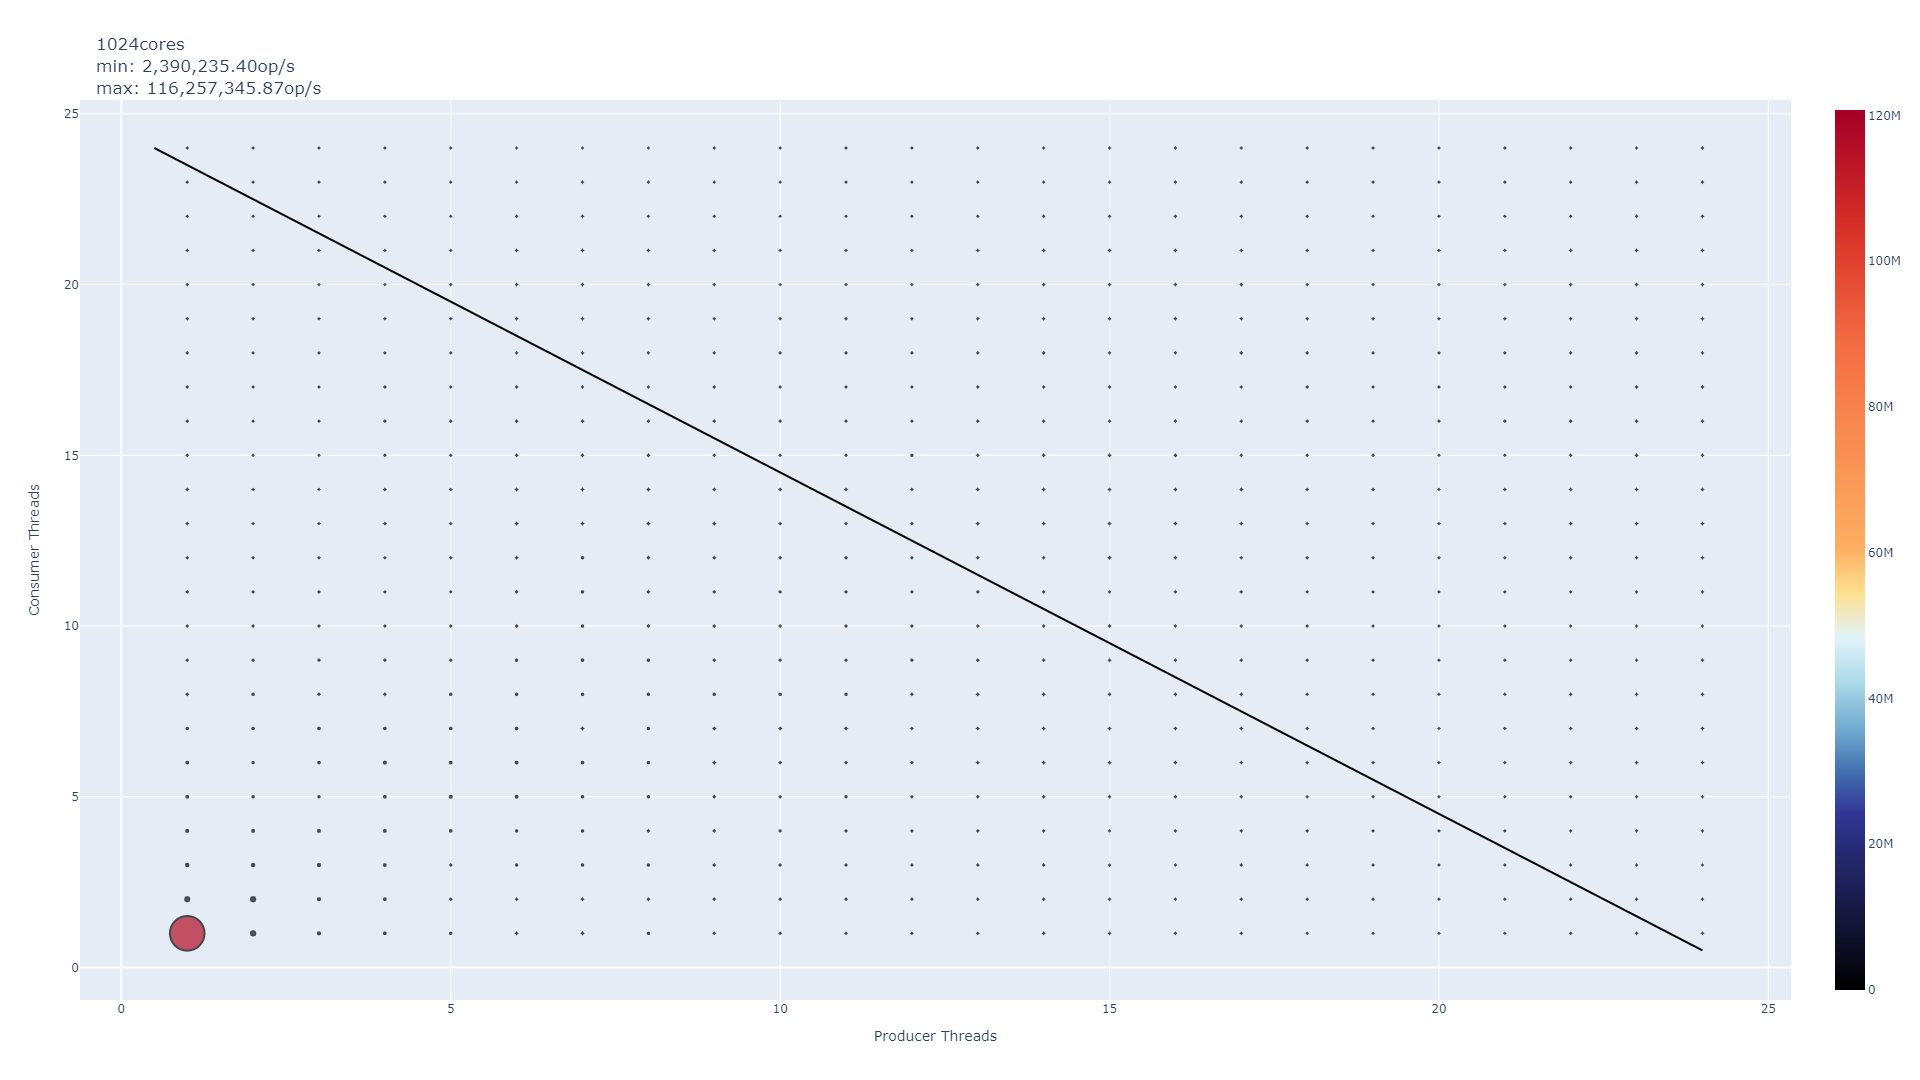 1024cores
min: 2,390,235.40op/s
max: 116,257,345.87op/s
25
20
15
10
5
0
Consumer Threads
0
5
10
15
20
25
Producer Threads
120M
100M
80M
60M
40M
20M
0